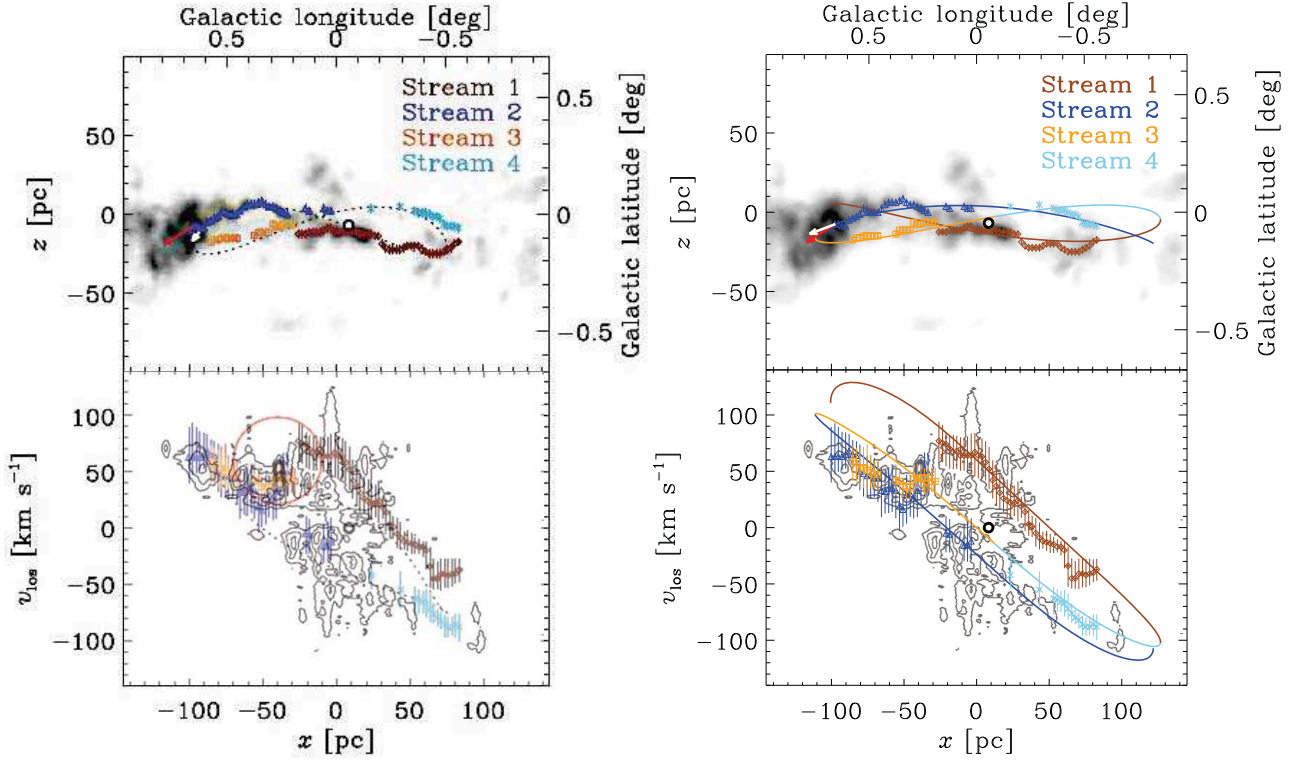 Galactic longitude [deg]
0.5 0 −0.5
Stream 1
Stream 2
Stream 3
Stream 4
50
0
−50
z [pc]
0.5
0
−0.5
Galactic latitude [deg]
100
50
0
−50
−100
v_los [km s⁻¹]
−100 −50 0 50 100
x [pc]
Galactic longitude [deg]
0.5 0 −0.5
Stream 1
Stream 2
Stream 3
Stream 4
50
0
−50
z [pc]
0.5
0
−0.5
Galactic latitude [deg]
100
50
0
−50
−100
v_los [km s⁻¹]
−100 −50 0 50 100
x [pc]